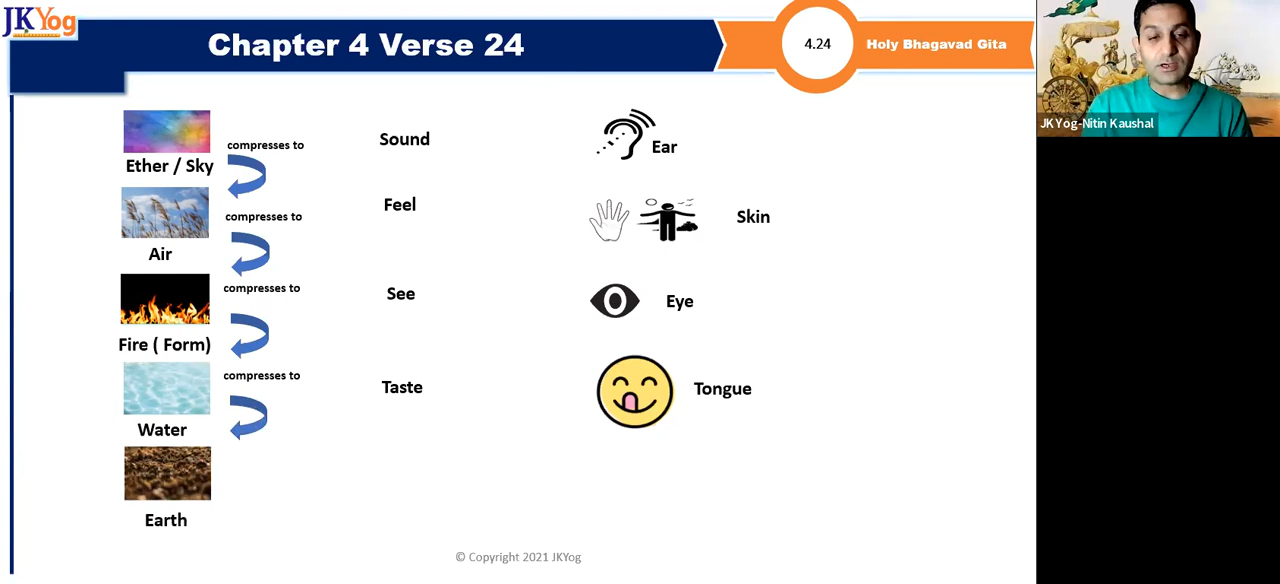 JKYog
Chapter 4 Verse 24
4.24
Holy Bhagavad Gita
JKYog-Nitin Kaushal
compresses to
Sound
Ear
Ether / Sky
compresses to
Feel
Skin
Air
compresses to
See
Eye
Fire ( Form)
compresses to
Taste
Tongue
Water
Earth
© Copyright 2021 JKYog